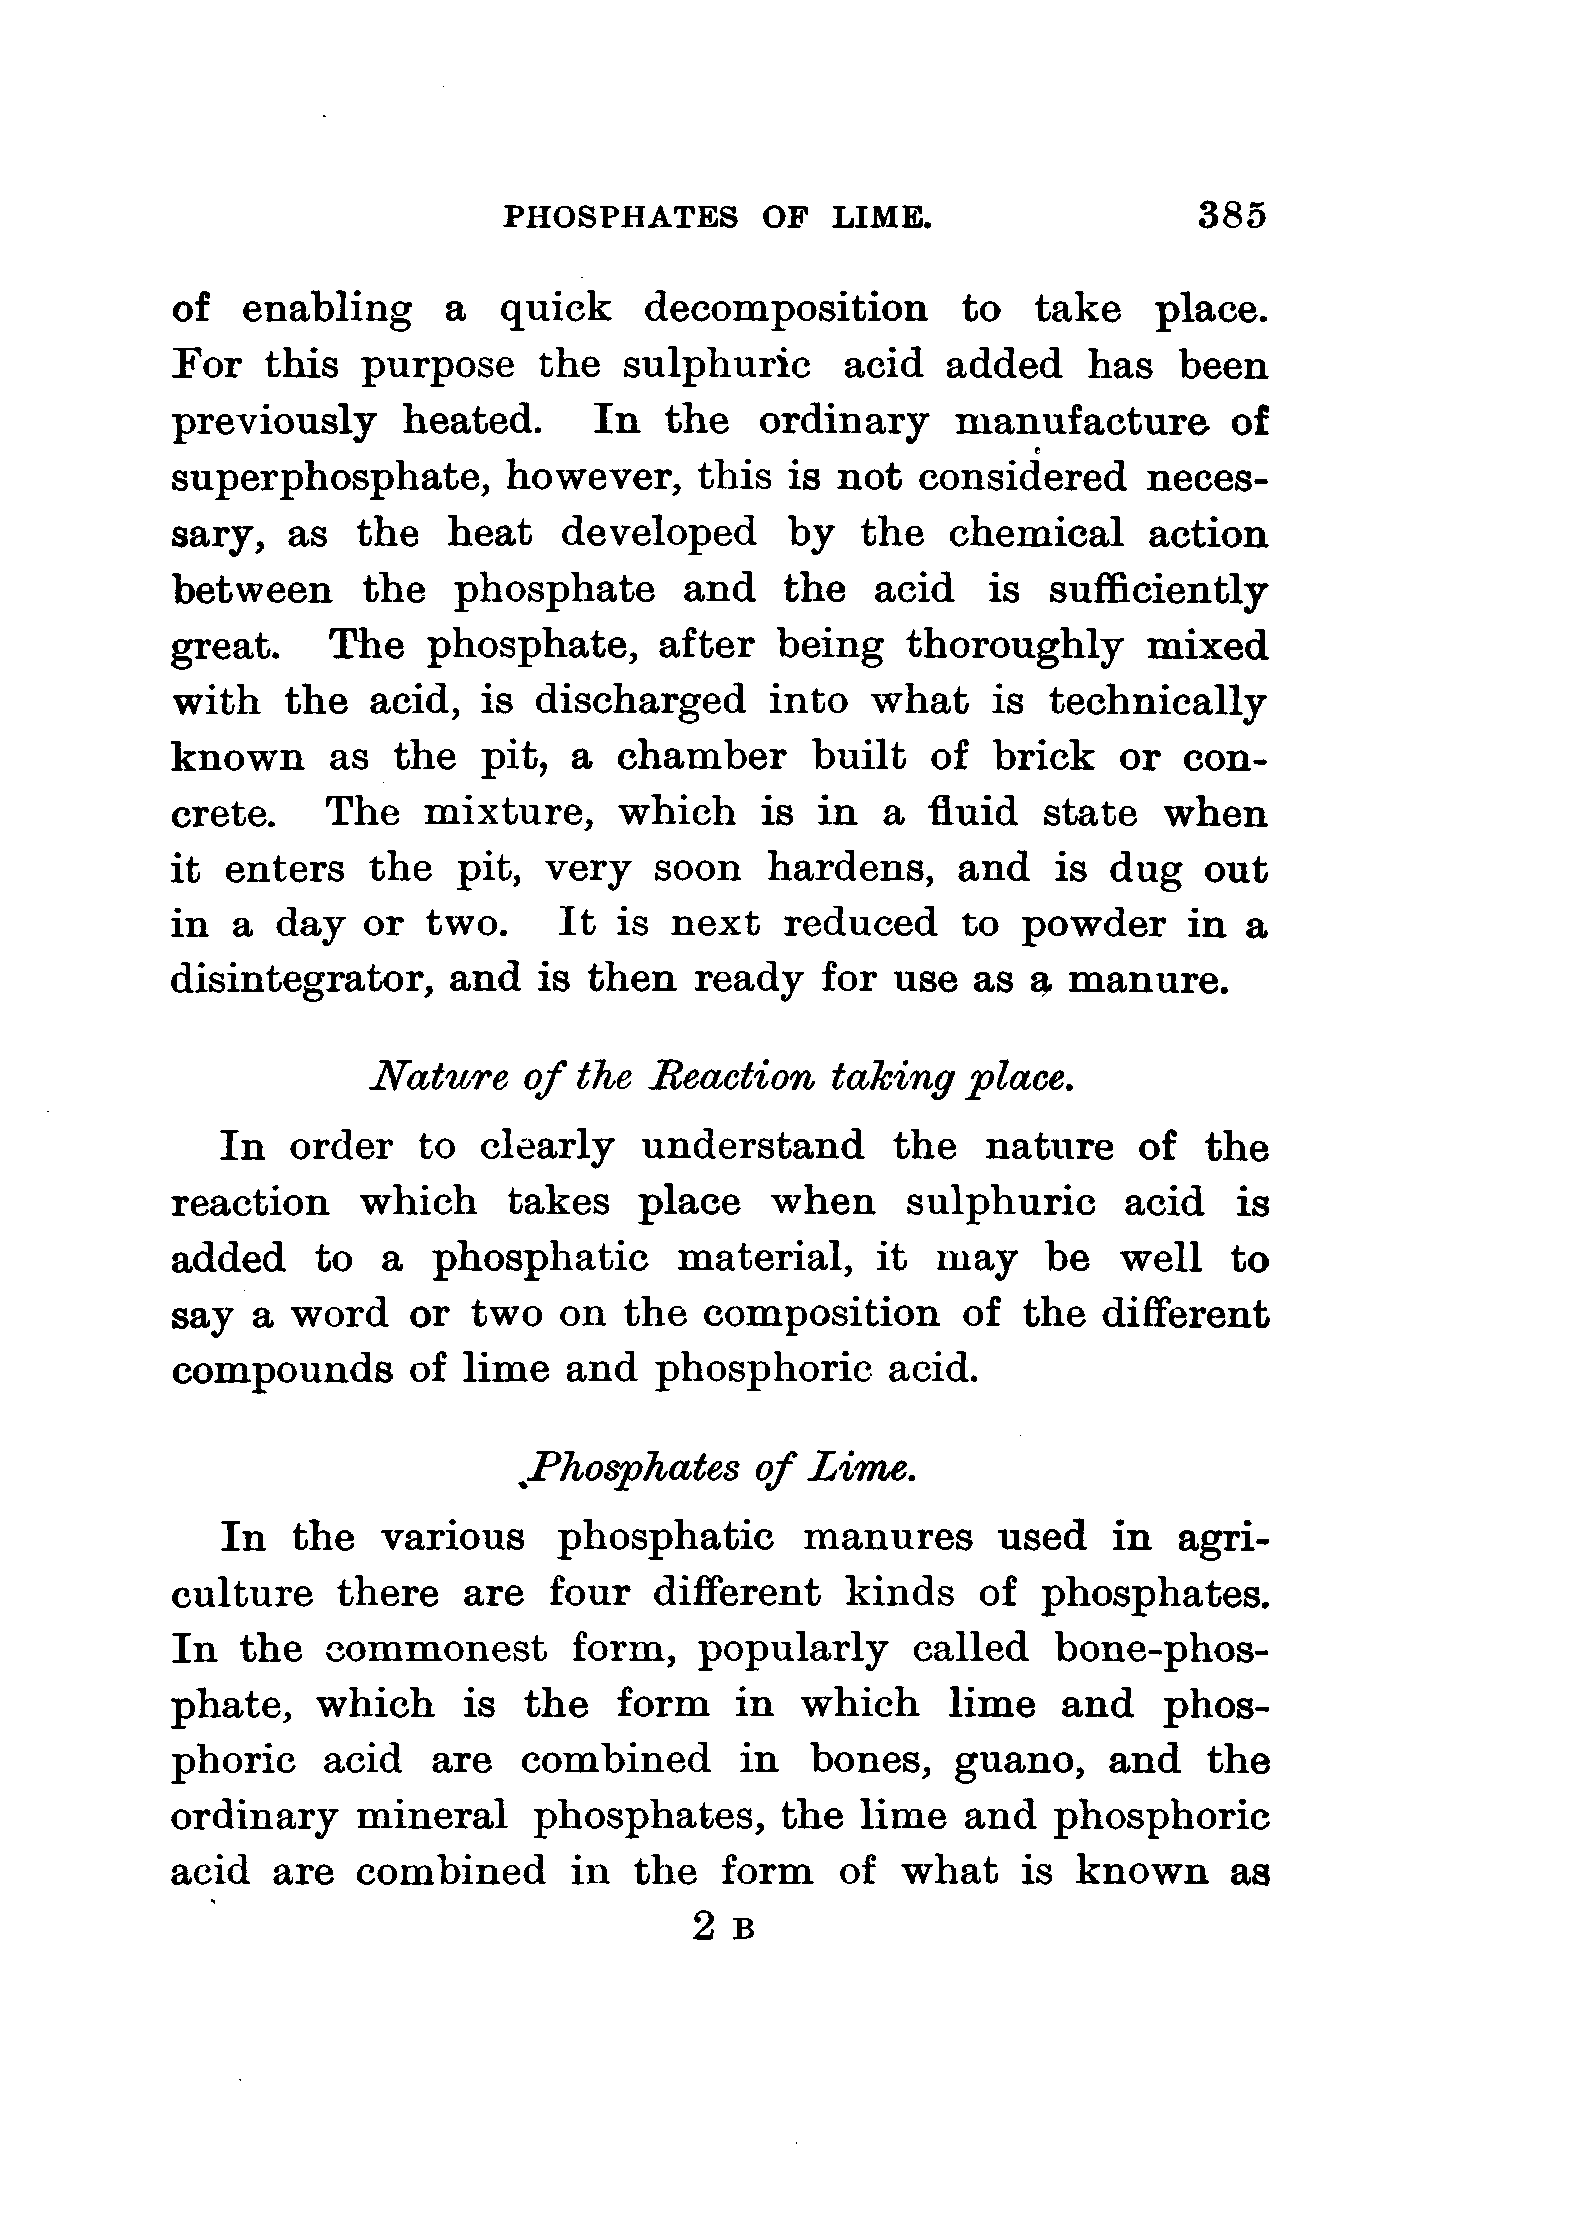 PHOSPHATES OF LIME. 385
of enabling a quick decomposition to take place.
For this purpose the sulphuric acid added has been
previously heated. In the ordinary manufacture of
superphosphate, however, this is not considered neces-
sary, as the heat developed by the chemical action
between the phosphate and the acid is sufficiently
great. The phosphate, after being thoroughly mixed
with the acid, is discharged into what is technically
known as the pit, a chamber built of brick or con-
crete. The mixture, which is in a fluid state when
it enters the pit, very soon hardens, and is dug out
in a day or two. It is next reduced to powder in a
disintegrator, and is then ready for use as a manure.
Nature of the Reaction taking place.
In order to clearly understand the nature of the
reaction which takes place when sulphuric acid is
added to a phosphatic material, it may be well to
say a word or two on the composition of the different
compounds of lime and phosphoric acid.
Phosphates of Lime.
In the various phosphatic manures used in agri-
culture there are four different kinds of phosphates.
In the commonest form, popularly called bone-phos-
phate, which is the form in which lime and phos-
phoric acid are combined in bones, guano, and the
ordinary mineral phosphates, the lime and phosphoric
acid are combined in the form of what is known as
2 B